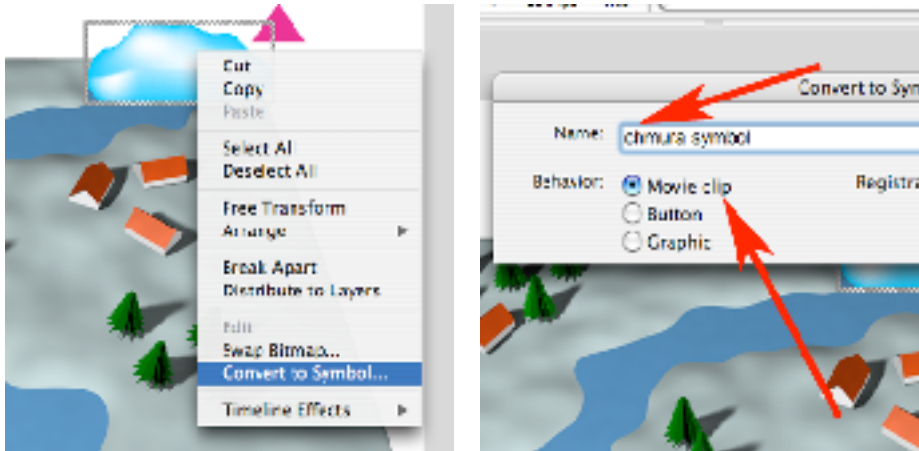 Cut
Copy
Paste
Select All
Deselect All
Free Transform
Arrange
Break Apart
Distribute to Layers
Edit
Swap Bitmap...
Convert to Symbol...
Timeline Effects
Convert to Sym
Name: chmura symbol
Behavior: Movie clip Registra
Button
Graphic